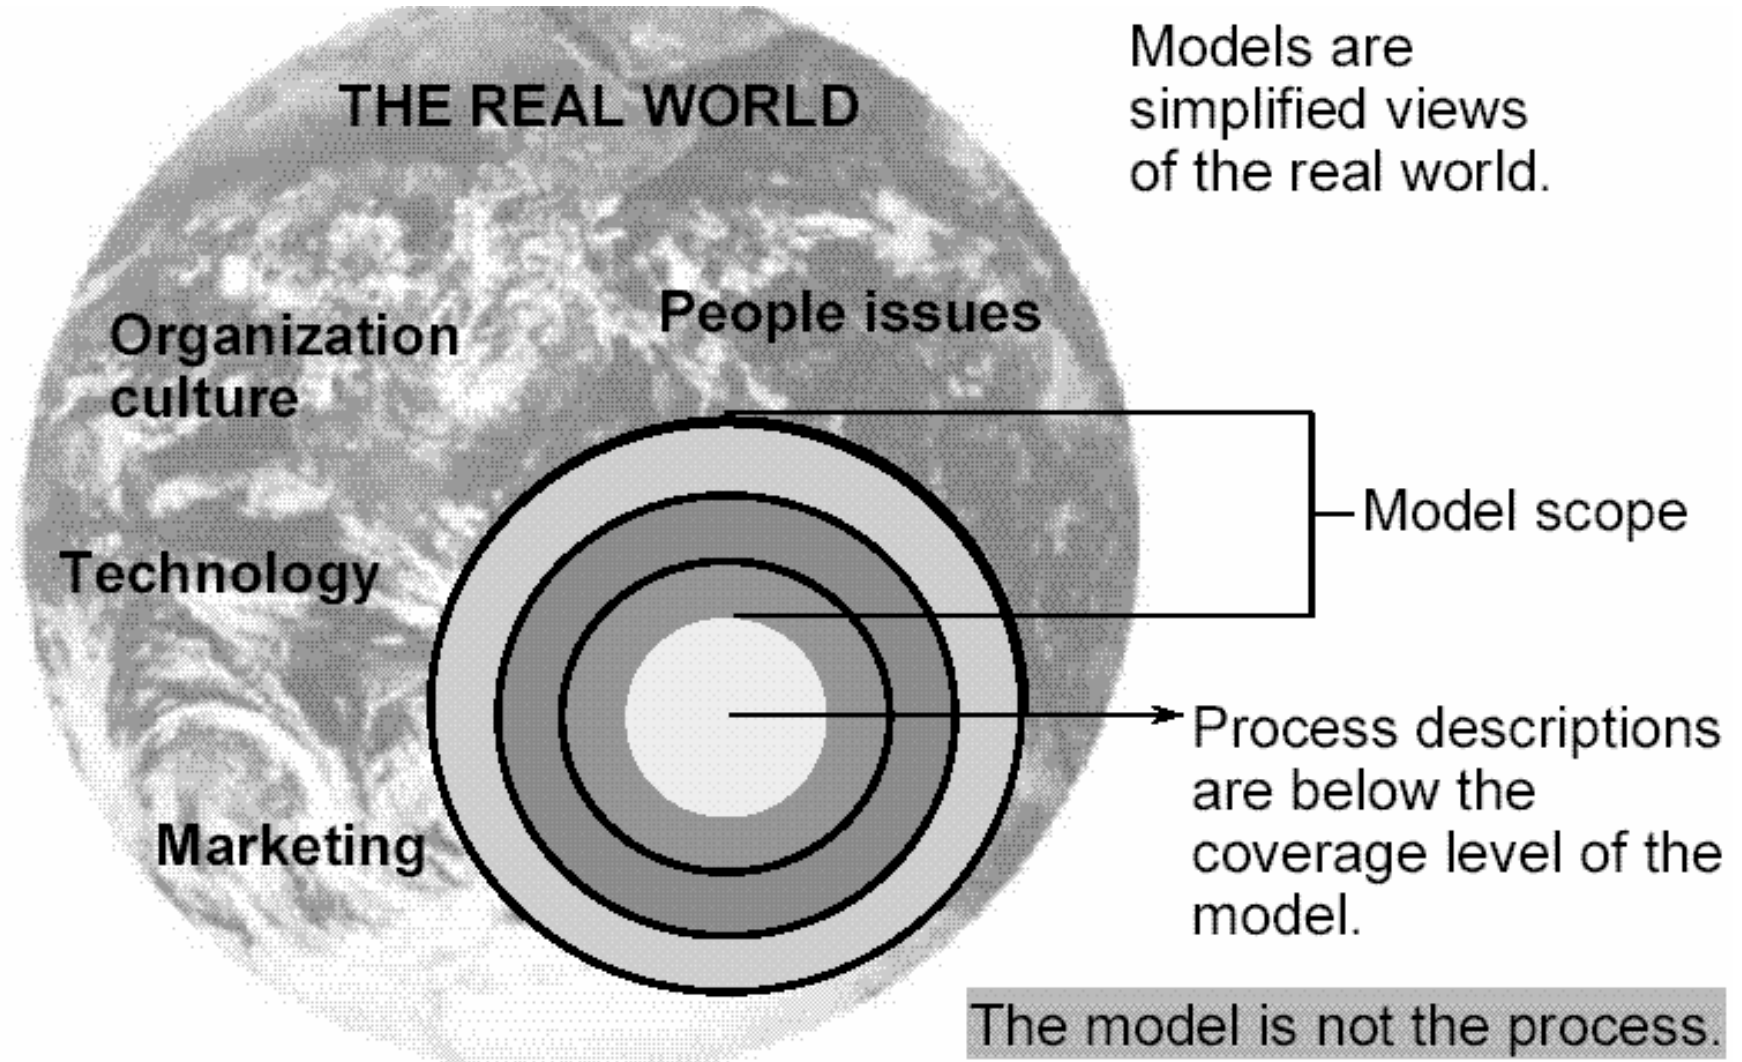 THE REAL WORLD
Models are
simplified views
of the real world.
People issues
Organization
culture
Model scope
Technology
Process descriptions
are below the
coverage level of the
model.
Marketing
The model is not the process.